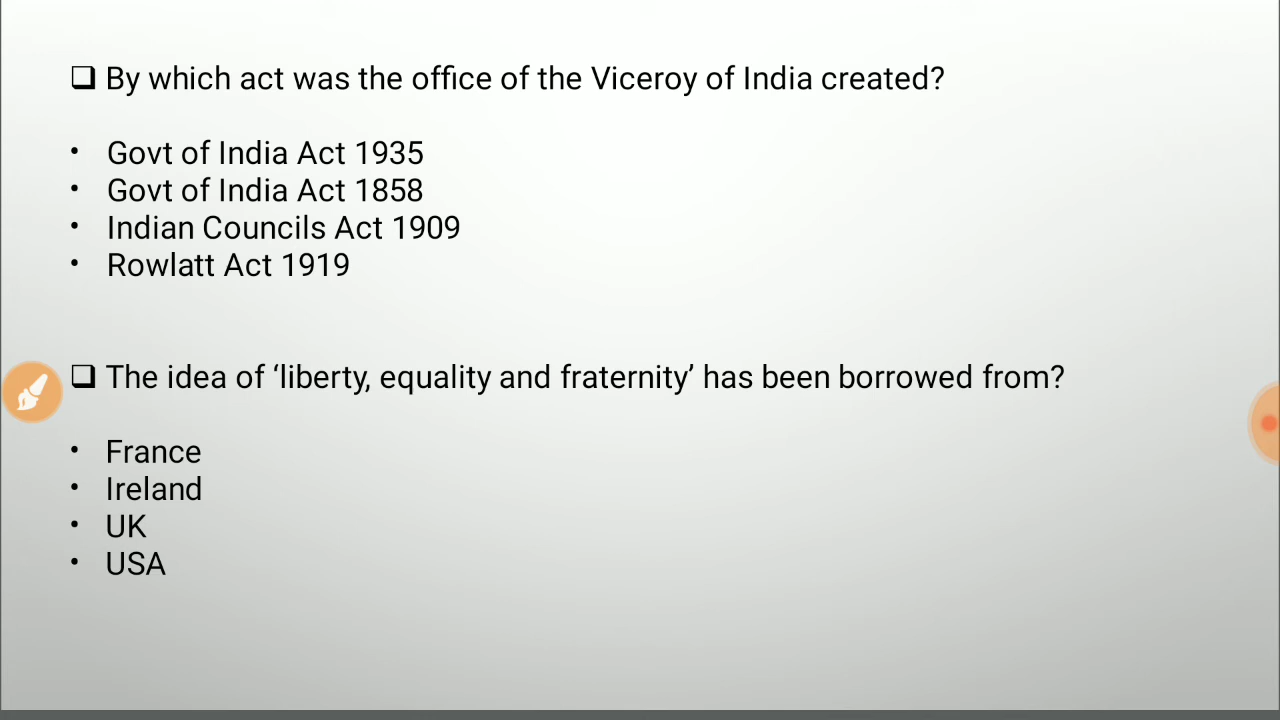 ❑ By which act was the office of the Viceroy of India created?
• Govt of India Act 1935
• Govt of India Act 1858
• Indian Councils Act 1909
• Rowlatt Act 1919
❑ The idea of ‘liberty, equality and fraternity’ has been borrowed from?
• France
• Ireland
• UK
• USA